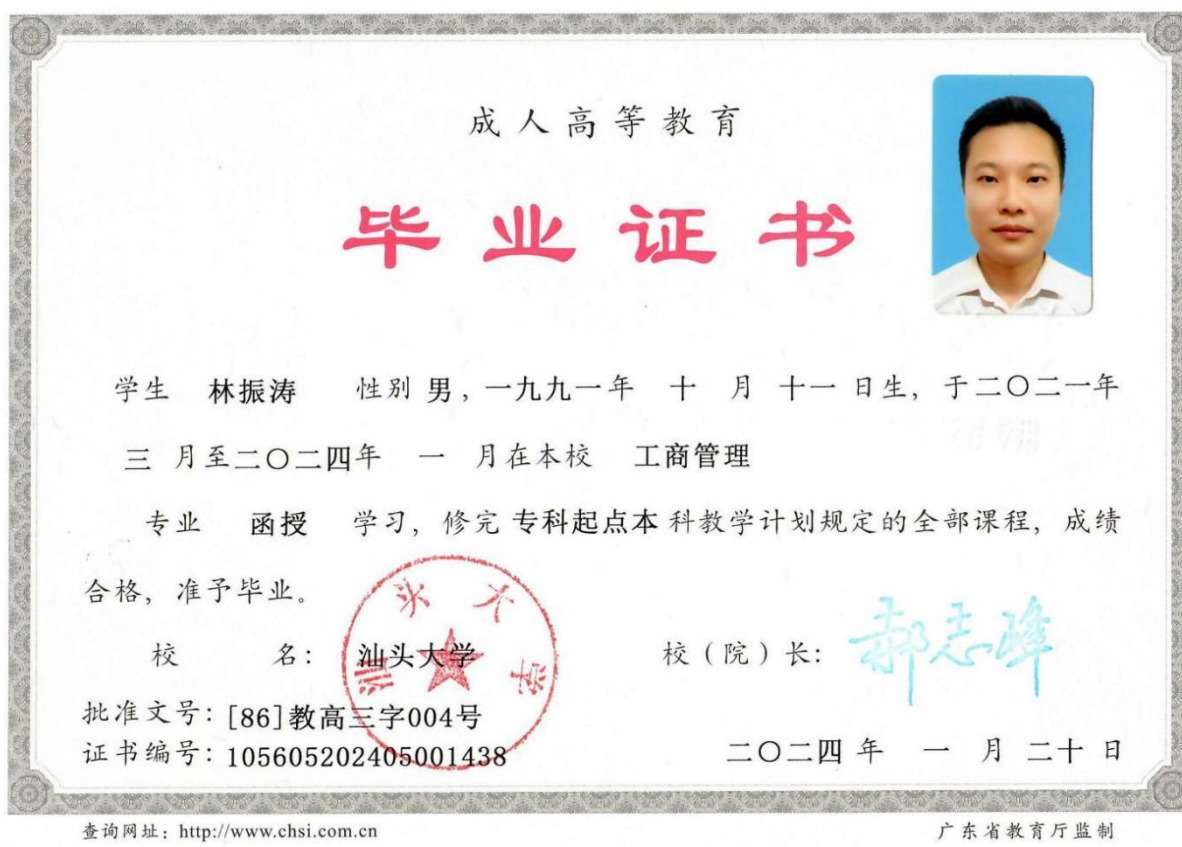 成人高等教育
毕业证书
学生 林振涛 性别 男，一九九一年 十 月 十一 日生，于二〇二一年
三 月至二〇二四年 一 月在本校 工商管理
专业 函授 学习，修完 专科起点本 科教学计划规定的全部课程，成绩
合格，准予毕业。
校 名： 汕头大学
汕头大学
校（院）长： 郝志峰
批准文号：[86]教高三字004号
证书编号：105605202405001438
二〇二四 年 一 月 二十 日
查询网址：http://www.chsi.com.cn
广东省教育厅监制